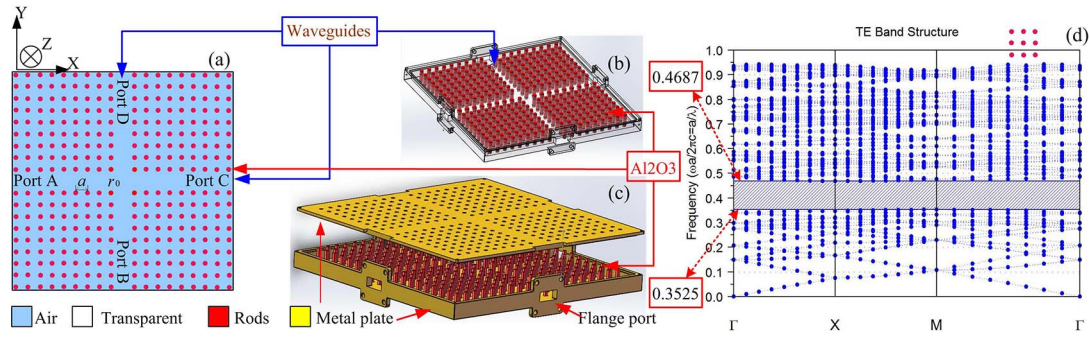 Y
Z
X
(a)
Port D
Port A
a
r₀
Port C
Port B
Waveguides
(b)
Al2O3
(c)
Flange port
Air
Transparent
Rods
Metal plate
TE Band Structure
(d)
0.4687
0.3525
Frequency (ωa/2πc=a/λ)
1.0
0.9
0.8
0.7
0.6
0.5
0.4
0.3
0.2
0.1
0.0
Γ
X
M
Γ